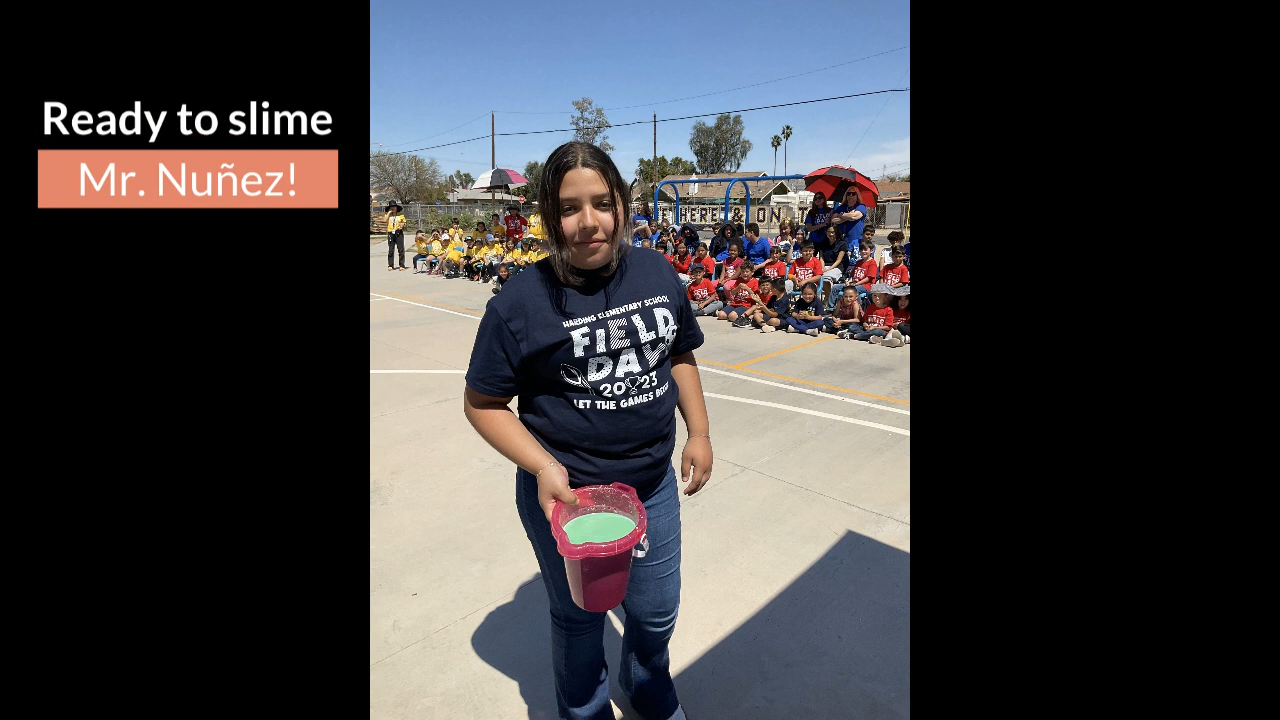 Ready to slime
Mr. Nuñez!
HERE & ON
HARDING ELEMENTARY SCHOOL
FIELD
DAY
2023
LET THE GAMES BEGIN